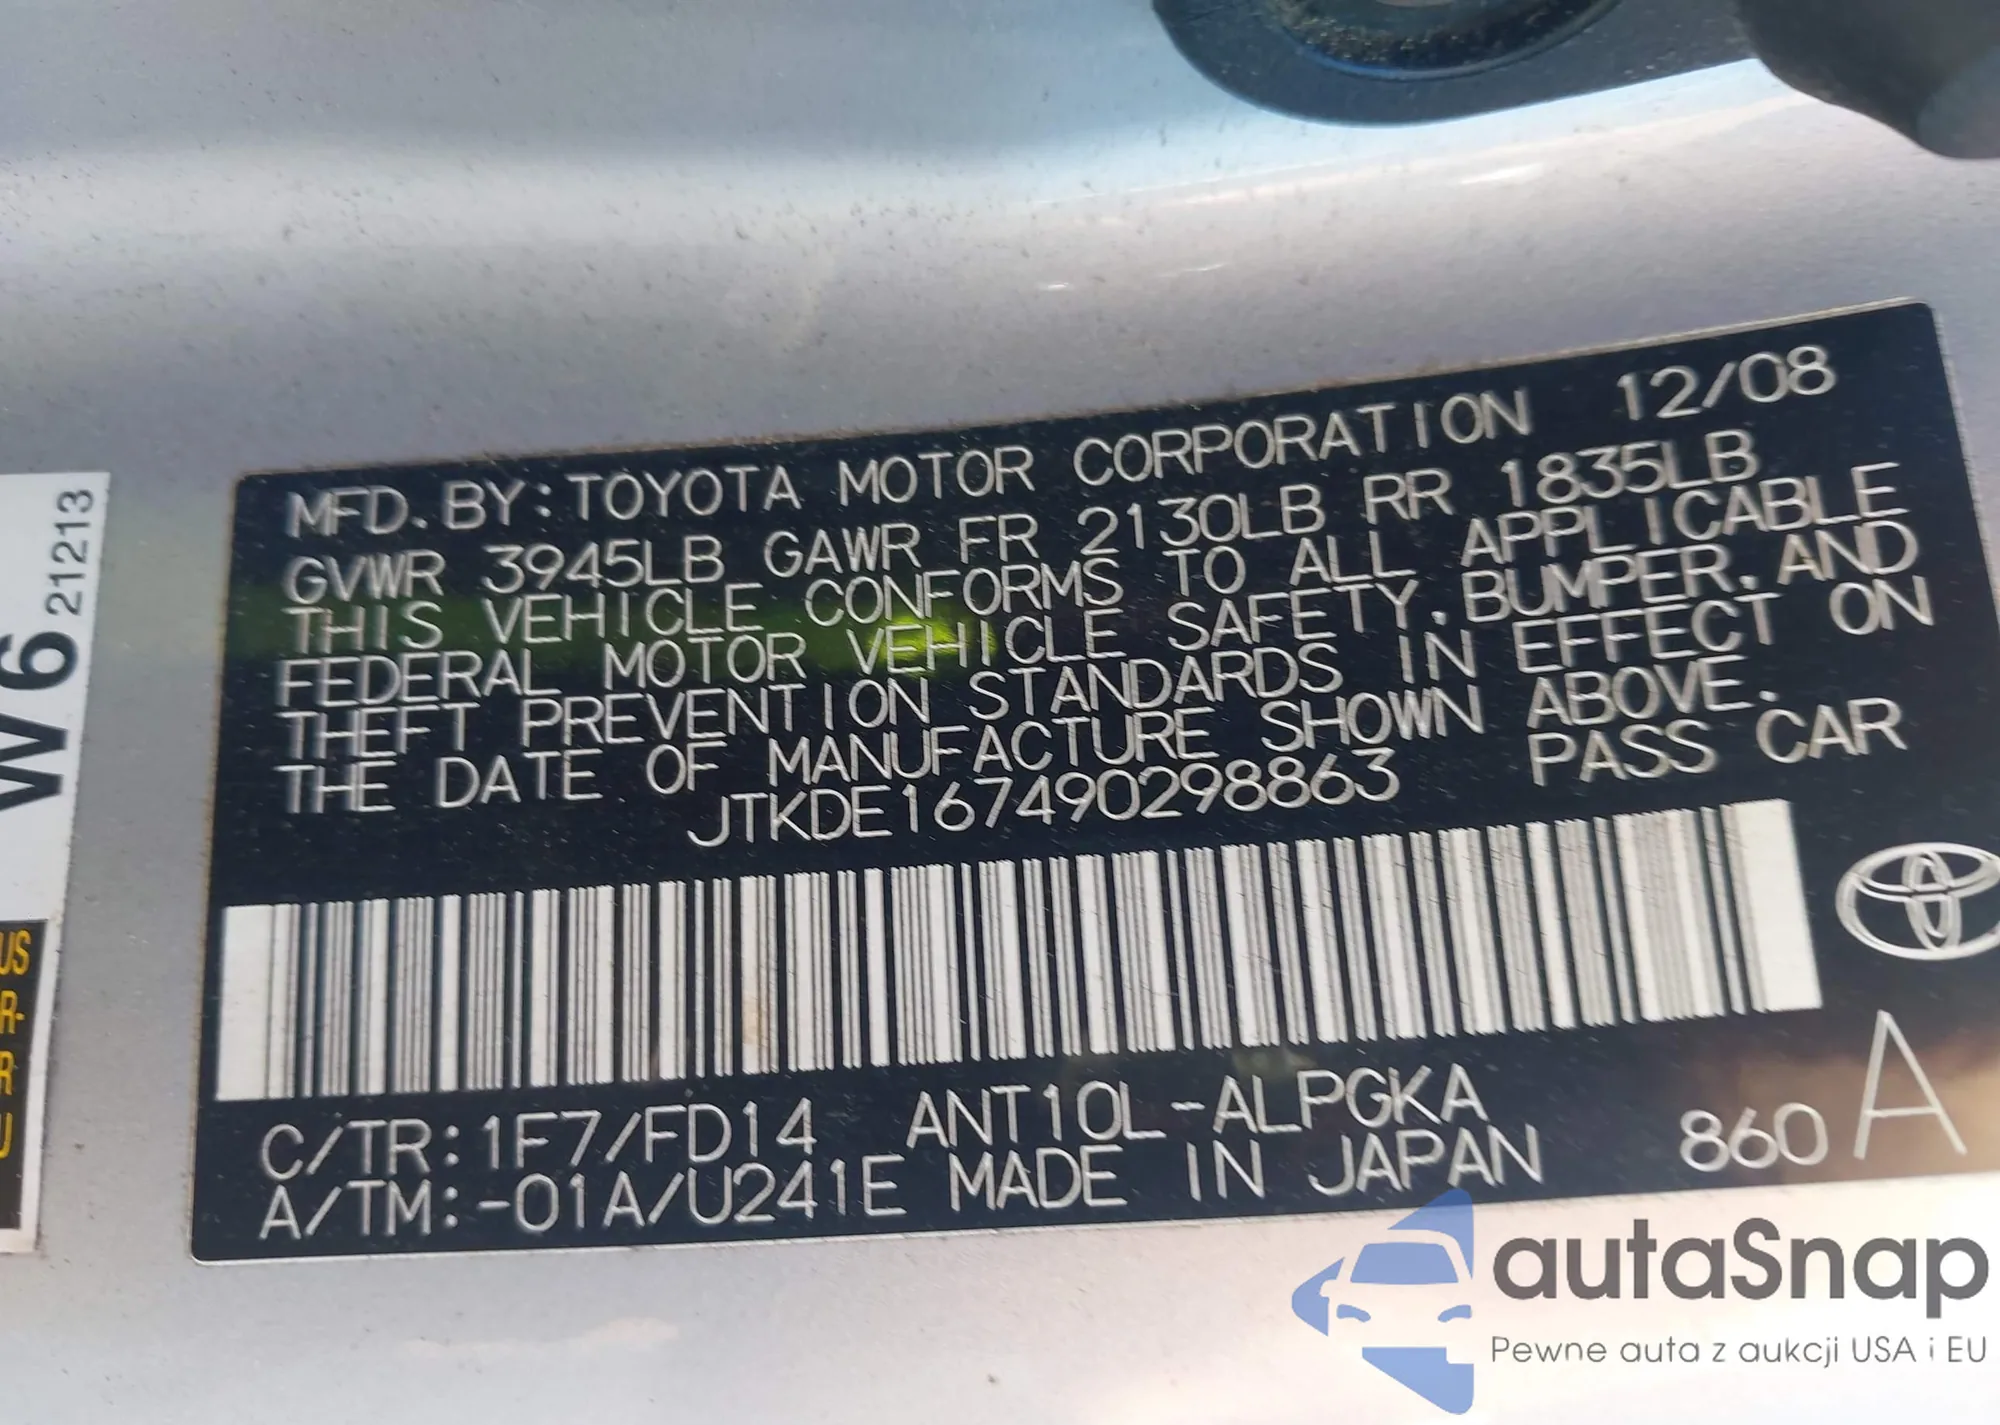 MFD. BY: TOYOTA MOTOR CORPORATION 12/08
GVWR 3945LB GAWR FR 2130LB RR 1835LB
THIS VEHICLE CONFORMS TO ALL APPLICABLE
FEDERAL MOTOR VEHICLE SAFETY, BUMPER, AND
THEFT PREVENTION STANDARDS IN EFFECT ON
THE DATE OF MANUFACTURE SHOWN ABOVE.
JTKDE167490298863 PASS CAR
C/TR: 1F7/FD14 ANT10L-ALPGKA
A/TM: -01A/U241E MADE IN JAPAN 860 A
W6 21213
US
R-
R
U
autaSnap
Pewne auta z aukcji USA i EU